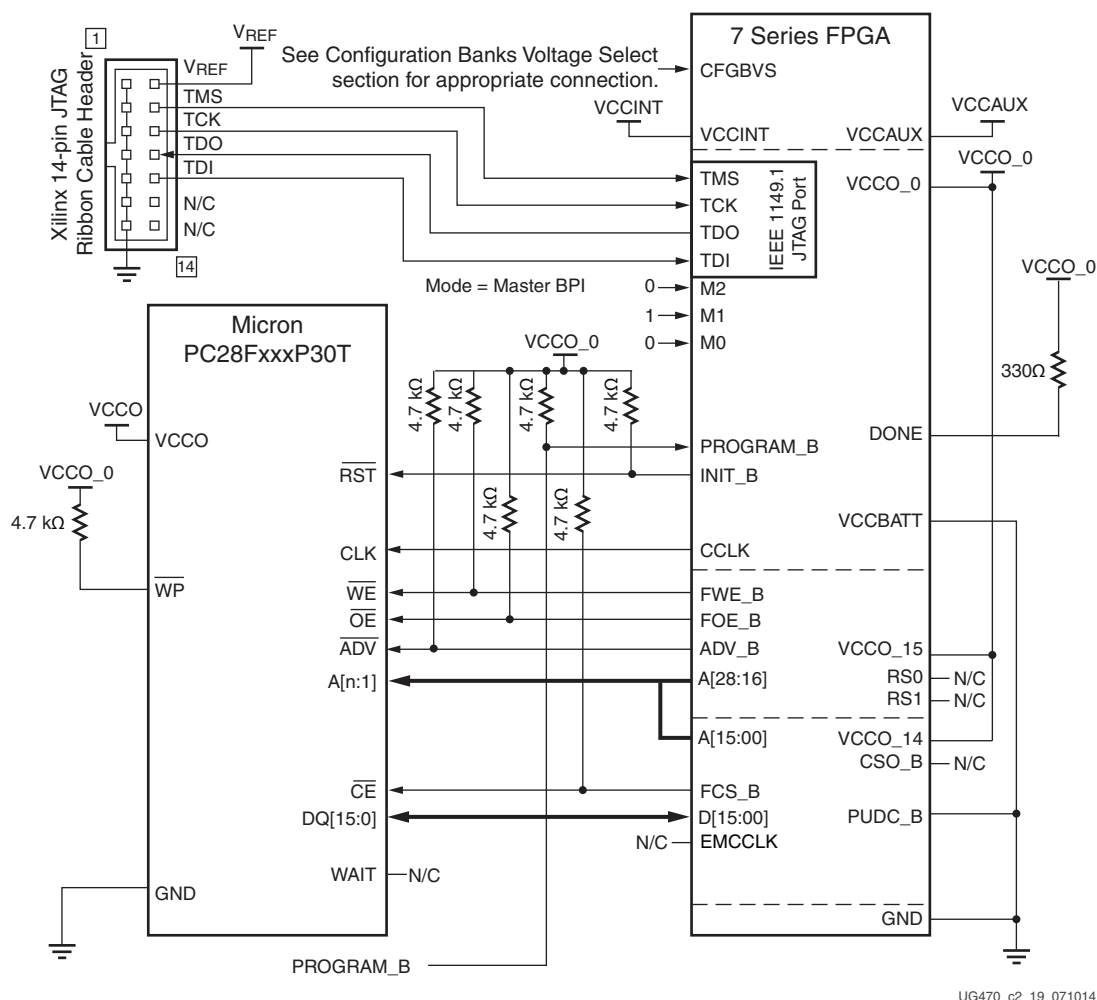 1
VREF
VREF
TMS
TCK
TDO
TDI
N/C
N/C
14
Xilinx 14-pin JTAG
Ribbon Cable Header
See Configuration Banks Voltage Select
section for appropriate connection.
7 Series FPGA
CFGBVS
VCCINT
VCCINT
VCCAUX
VCCAUX
VCCO_0
VCCO_0
TMS
TCK
TDO
TDI
IEEE 1149.1
JTAG Port
Mode = Master BPI
0
M2
1
M1
0
M0
VCCO_0
330Ω
DONE
Micron
PC28FxxxP30T
VCCO
VCCO
VCCO_0
4.7 kΩ
WP
VCCO_0
4.7 kΩ
4.7 kΩ
4.7 kΩ
4.7 kΩ
4.7 kΩ
4.7 kΩ
PROGRAM_B
RST
INIT_B
VCCBATT
CLK
CCLK
WE
FWE_B
OE
FOE_B
ADV
ADV_B
VCCO_15
A[n:1]
A[28:16]
RS0
N/C
RS1
N/C
A[15:00]
VCCO_14
CSO_B
N/C
CE
FCS_B
DQ[15:0]
D[15:00]
PUDC_B
N/C
EMCCLK
WAIT
N/C
GND
GND
PROGRAM_B
UG470_c2_19_071014